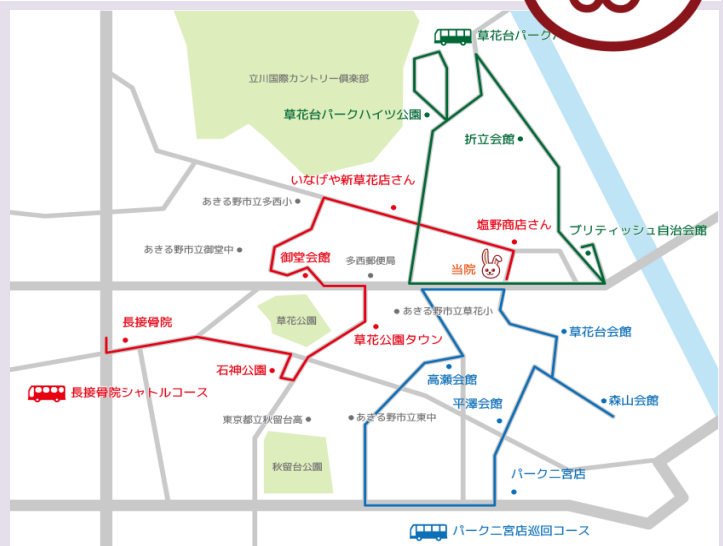 草花台パーク
立川国際カントリー倶楽部
草花台パークハイツ公園
折立会館
いなげや新草花店さん
あきる野市立多西小
塩野商店さん
ブリティッシュ自治会館
あきる野市立御堂中
御堂会館
多西郵便局
当院
草花公園
あきる野市立草花小
長接骨院
草花公園タウン
草花台会館
石神公園
高瀬会館
長接骨院シャトルコース
平澤会館
森山会館
東京都立秋留台高
あきる野市立東中
秋留台公園
パーク二宮店
パーク二宮店巡回コース